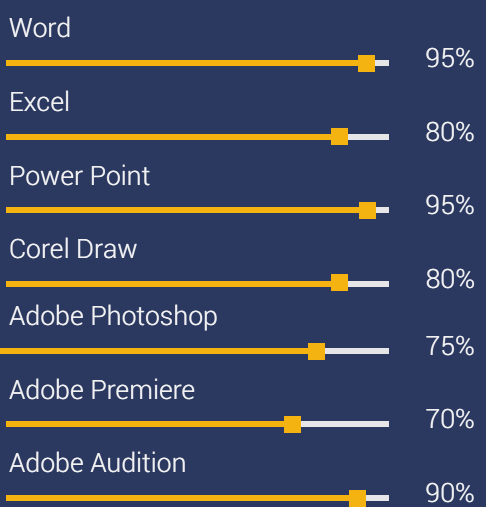 Word
95%
Excel
80%
Power Point
95%
Corel Draw
80%
Adobe Photoshop
75%
Adobe Premiere
70%
Adobe Audition
90%